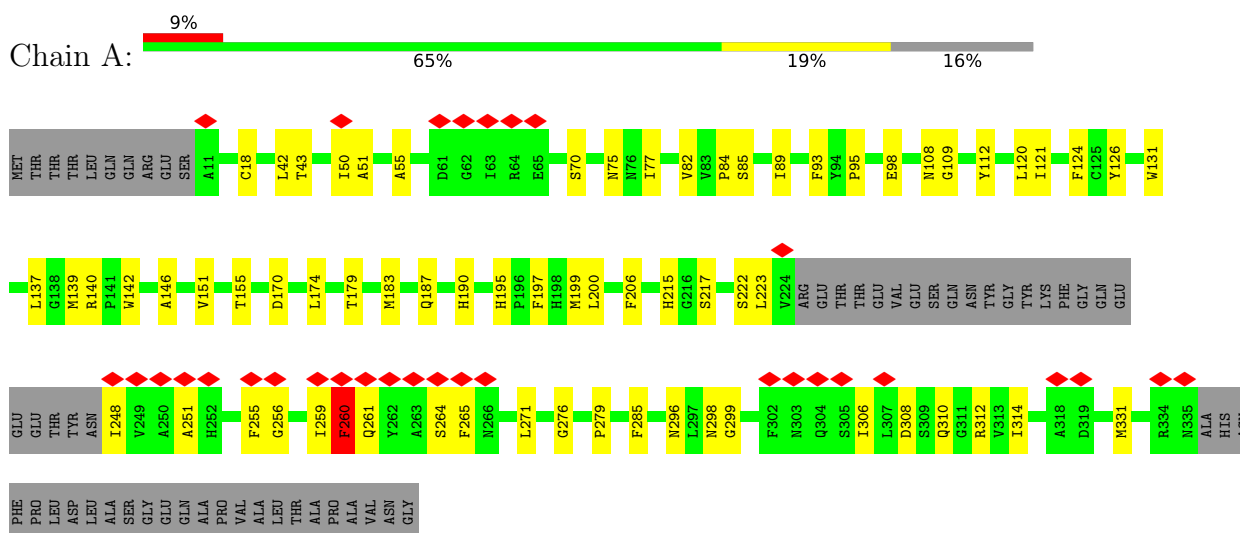 9%
Chain A:
65% 19% 16%
MET THR THR THR LEU GLN GLN ARG GLU SER A11 C18 L42 T43 I50 A51 A55 D61 G62 I63 R64 E65 S70 N75 N76 I77 V82 V83 P84 S85 I89 F93 Y94 P95 E98 N108 G109 Y112 L120 I121 F124 C125 Y126 W131
L137 G138 M139 R140 P141 W142 A146 V151 T155 D170 L174 T179 M183 Q187 H190 H195 P196 F197 H198 M199 L200 F206 H215 G216 S217 S222 L223 V224 ARG GLU THR THR GLU VAL GLU SER GLN ASN TYR GLY TYR LYS PHE GLY GLN GLU
GLU GLU THR TYR ASN I248 V249 A250 A251 H252 F255 G256 I259 F260 Q261 Y262 A263 S264 F265 N266 L271 G276 P279 F285 N296 L297 N298 G299 F302 N303 Q304 S305 I306 L307 D308 S309 Q310 G311 R312 V313 I314 A318 D319 M331 R334 N335 ALA HIS
PHE PRO LEU ASP LEU ALA SER GLY GLU GLN ALA PRO VAL ALA LEU THR ALA PRO ALA VAL ASN GLY